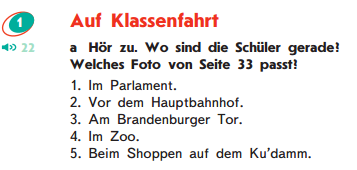 1 Auf Klassenfahrt
22 a Hör zu. Wo sind die Schüler gerade?
Welches Foto von Seite 33 passt?
1. Im Parlament.
2. Vor dem Hauptbahnhof.
3. Am Brandenburger Tor.
4. Im Zoo.
5. Beim Shoppen auf dem Ku'damm.